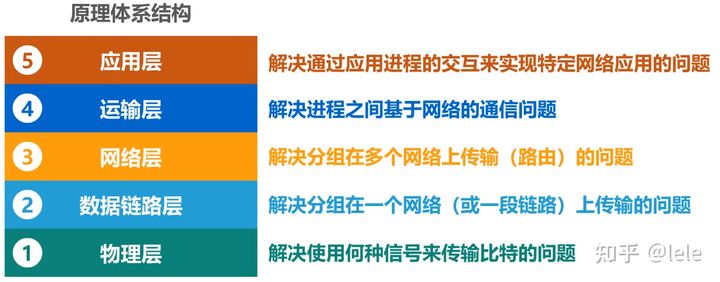 原理体系结构
5 应用层 解决通过应用进程的交互来实现特定网络应用的问题
4 运输层 解决进程之间基于网络的通信问题
3 网络层 解决分组在多个网络上传输（路由）的问题
2 数据链路层 解决分组在一个网络（或一段链路）上传输的问题
1 物理层 解决使用何种信号来传输比特的问题
知乎 @lele